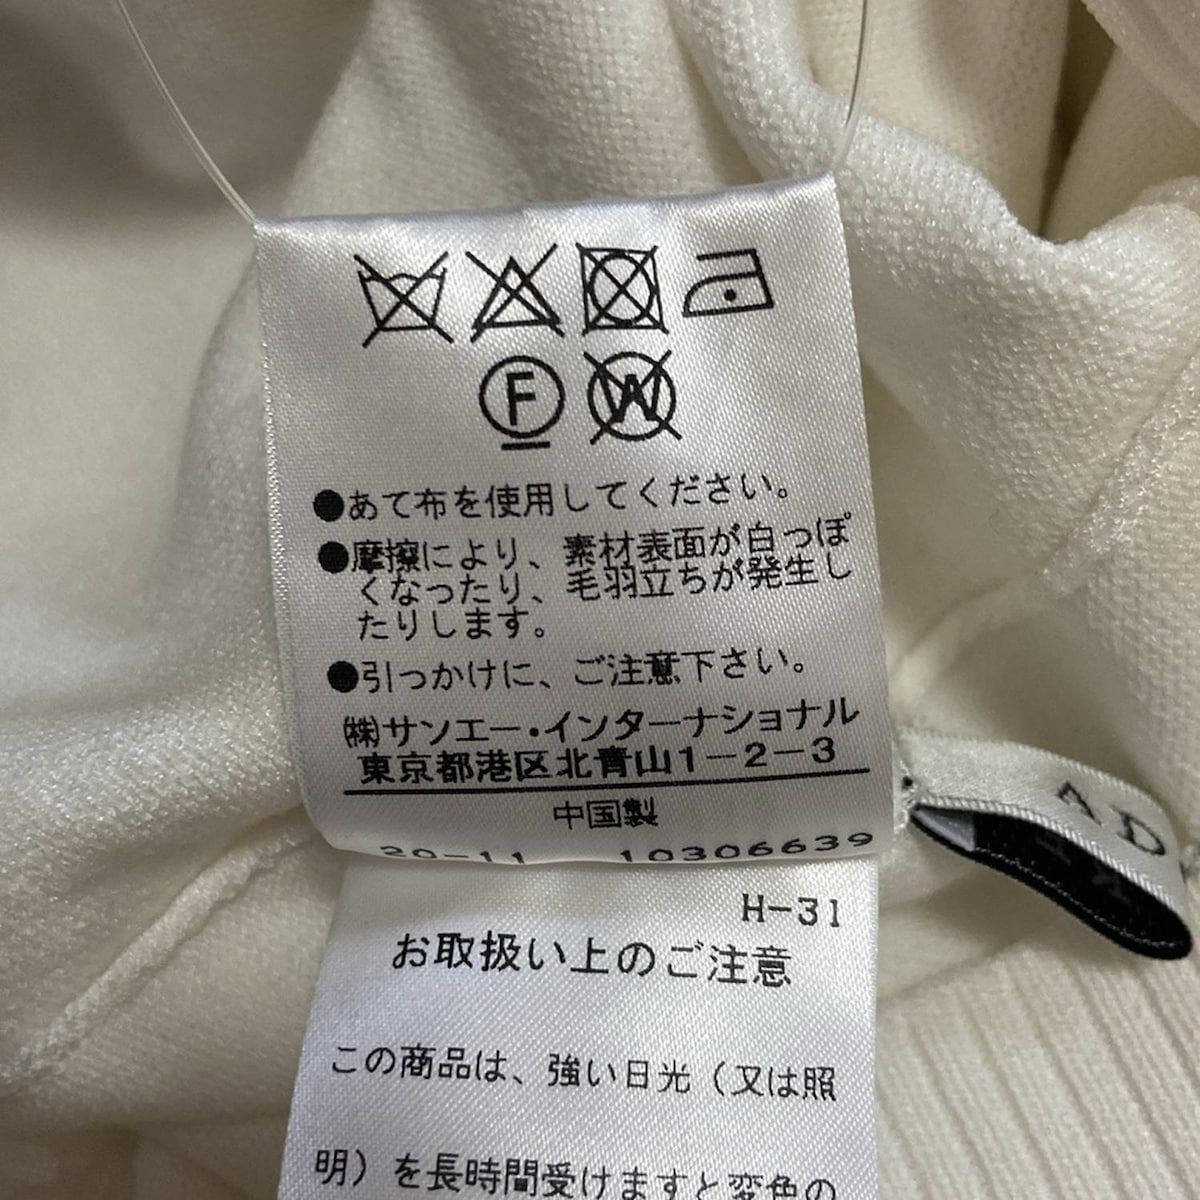 F
W
●あて布を使用してください。
●摩擦により、素材表面が白っぽ
くなったり、毛羽立ちが発生し
たりします。
●引っかけに、ご注意下さい。
㈱サンエー・インターナショナル
東京都港区北青山1-2-3
中国製
20-11 10306639
H-31
お取扱い上のご注意
この商品は、強い日光（又は照
明）を長時間受けますと変色の
AD